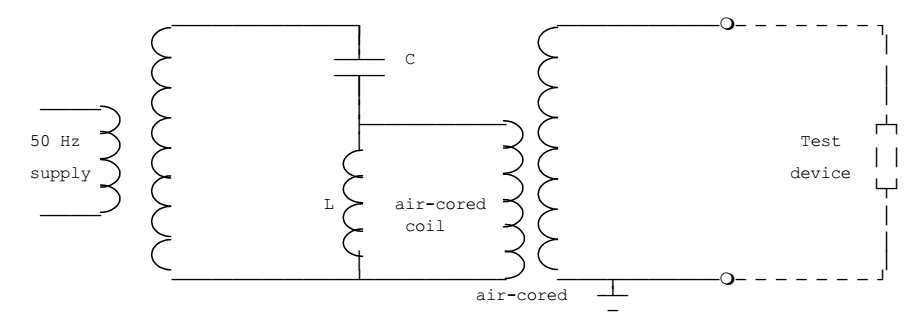 C
50 Hz
supply
L
air-cored
coil
Test
device
air-cored